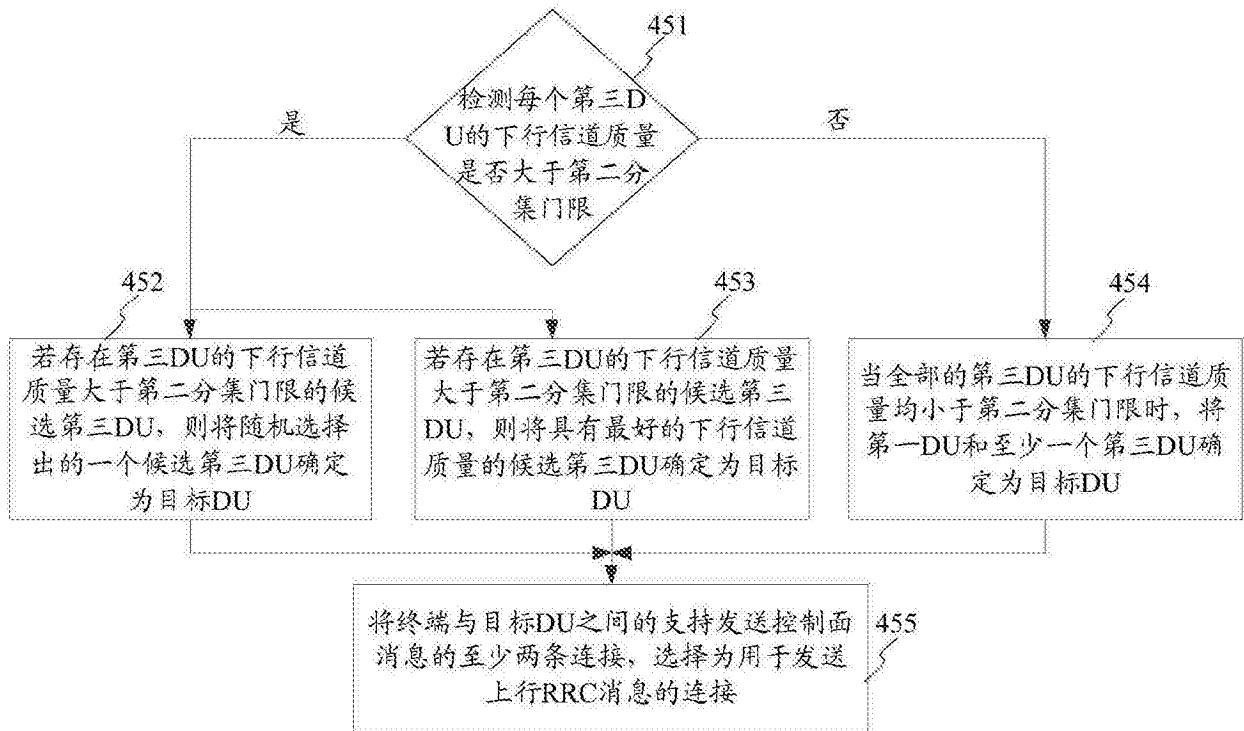 451
检测每个第三D
U的下行信道质量
是否大于第二分
集门限
是
否
452
若存在第三DU的下行信道
质量大于第二分集门限的候
选第三DU，则将随机选择
出的一个候选第三DU确定
为目标DU
453
若存在第三DU的下行信道质量
大于第二分集门限的候选第三
DU，则将具有最好的下行信道
质量的候选第三DU确定为目标
DU
454
当全部的第三DU的下行信道质
量均小于第二分集门限时，将
第一DU和至少一个第三DU确
定为目标DU
将终端与目标DU之间的支持发送控制面
消息的至少两条连接，选择为用于发送
上行RRC消息的连接
455